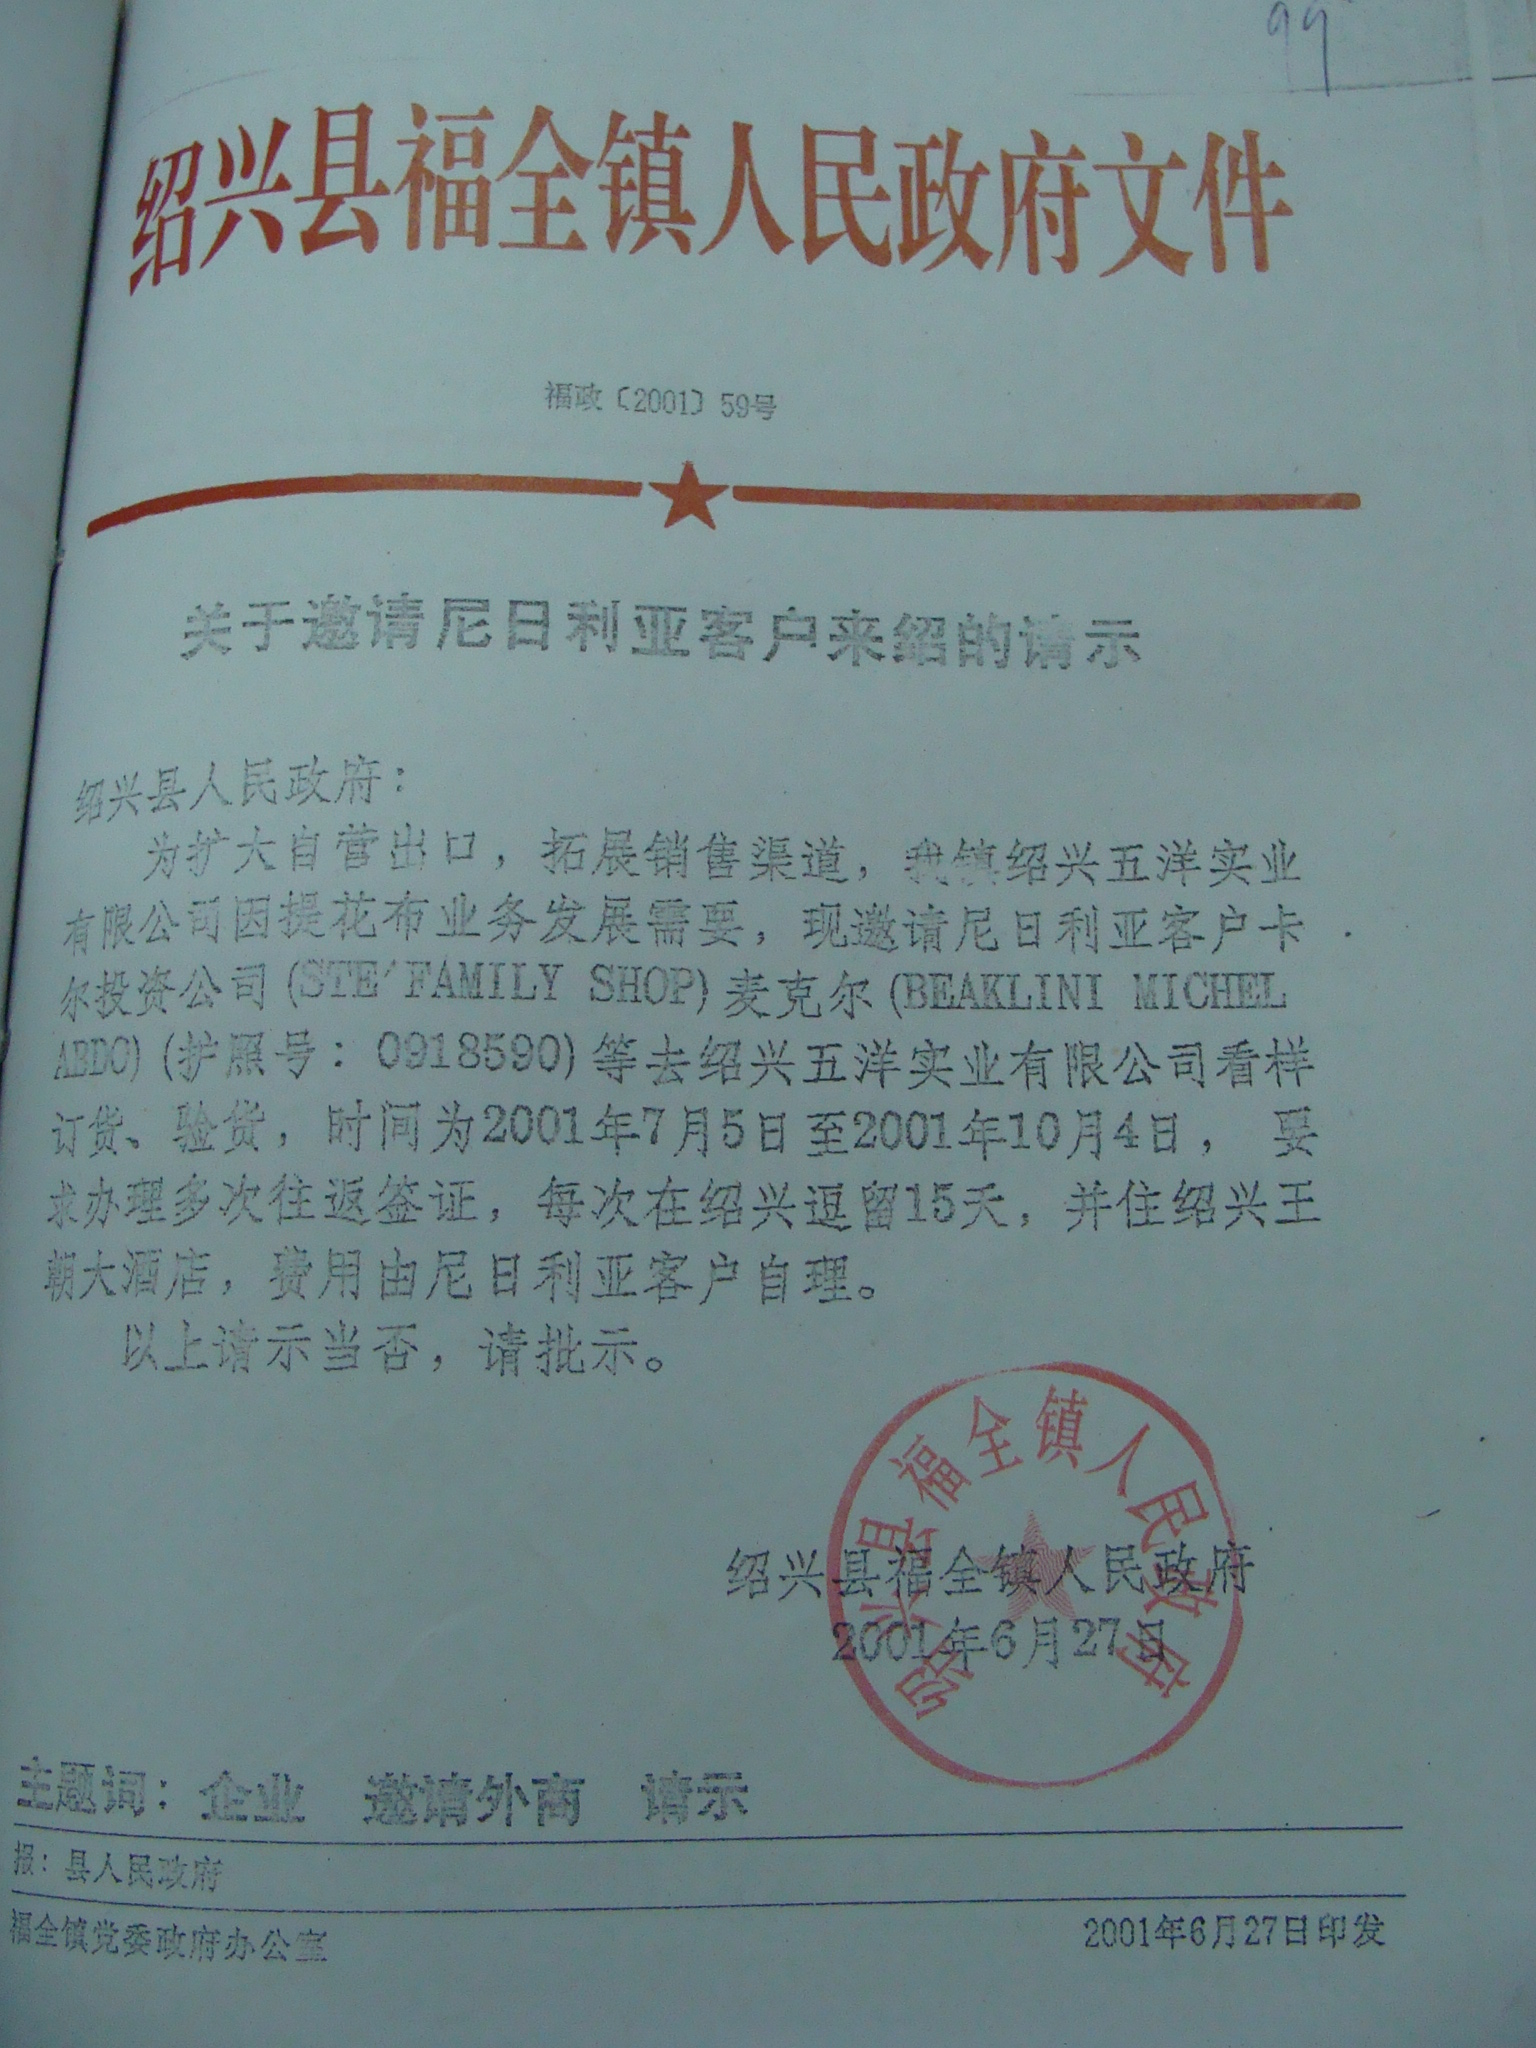 99
绍兴县福全镇人民政府文件
福政〔2001〕59号
关于邀请尼日利亚客户来绍的请示
绍兴县人民政府：
为扩大自营出口，拓展销售渠道，我镇绍兴五洋实业
有限公司因提花布业务发展需要，现邀请尼日利亚客户卡
尔投资公司(STE'FAMILY SHOP)麦克尔(BEAKLINI MICHEL
ABDO)(护照号：0918590)等去绍兴五洋实业有限公司看样
订货、验货，时间为2001年7月5日至2001年10月4日，要
求办理多次往返签证，每次在绍兴逗留15天，并住绍兴王
朝大酒店，费用由尼日利亚客户自理。
以上请示当否，请批示。
绍兴县福全镇人民政府
绍兴县福全镇人民政府
2001年6月27日
主题词：企业 邀请外商 请示
报：县人民政府
福全镇党委政府办公室 2001年6月27日印发